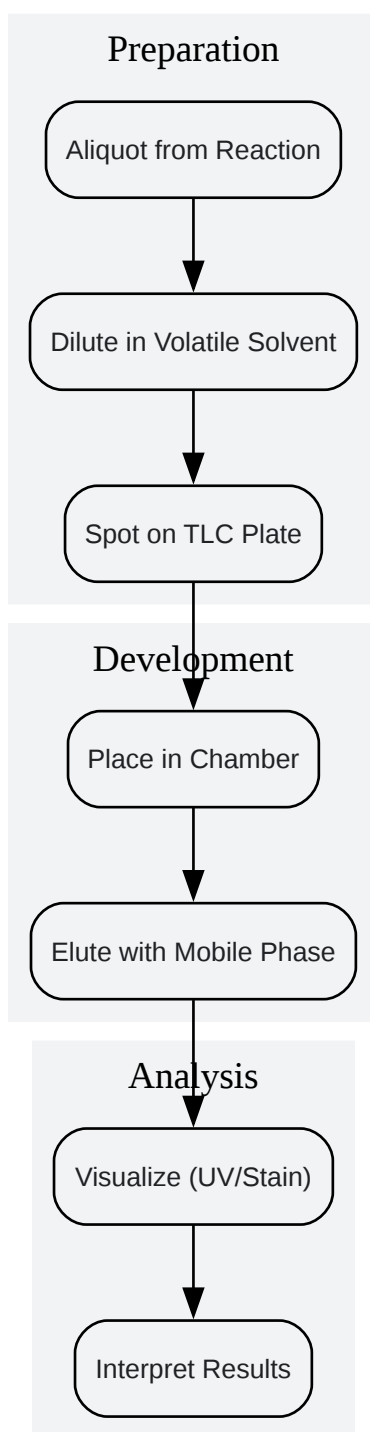 Preparation
Aliquot from Reaction
Dilute in Volatile Solvent
Spot on TLC Plate
Development
Place in Chamber
Elute with Mobile Phase
Analysis
Visualize (UV/Stain)
Interpret Results